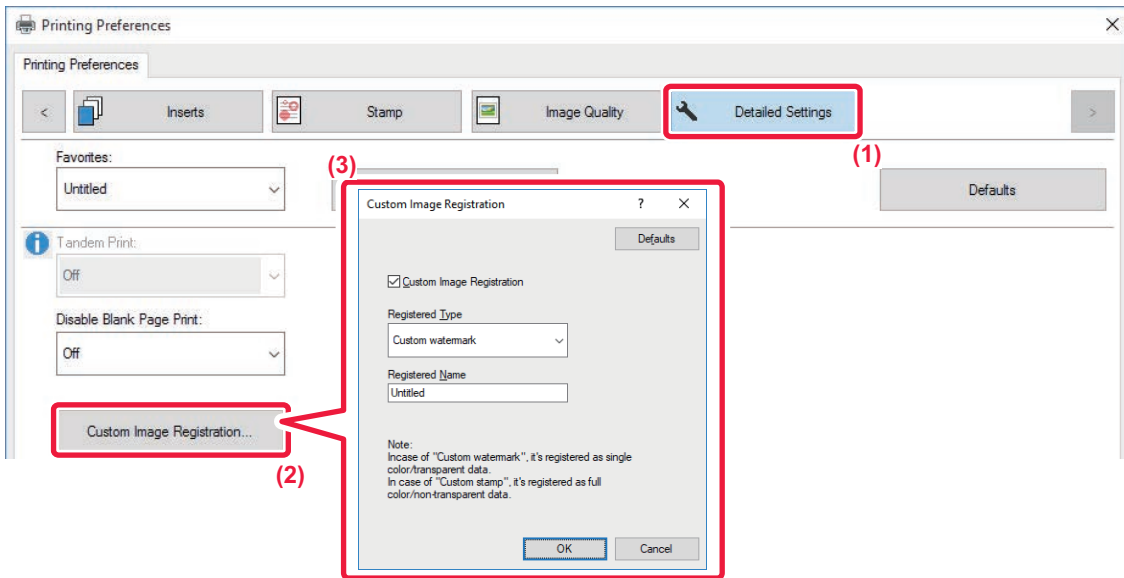 Printing Preferences
Printing Preferences
< Inserts Stamp Image Quality Detailed Settings >
(1)
Favorites:
Untitled
Defaults
(3)
Tandem Print:
Off
Disable Blank Page Print:
Off
Custom Image Registration...
(2)
Custom Image Registration ?
Defaults
Custom Image Registration
Registered Type
Custom watermark
Registered Name
Untitled
Note:
Incase of "Custom watermark", it's registered as single
color/transparent data.
In case of "Custom stamp", it's registered as full
color/non-transparent data.
OK Cancel